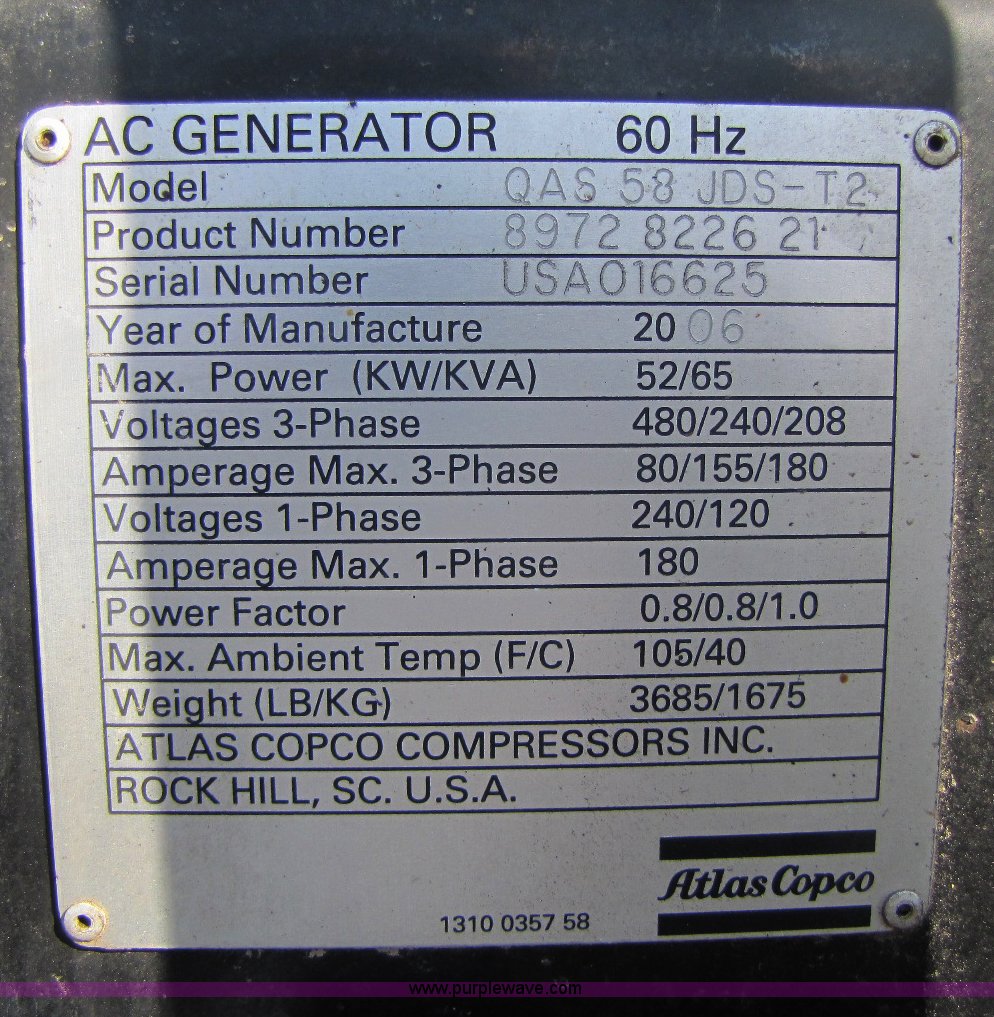 AC GENERATOR 60 Hz
Model QAS 58 JDS-T2
Product Number 8972 8226 21
Serial Number USA016625
Year of Manufacture 20 06
Max. Power (KW/KVA) 52/65
Voltages 3-Phase 480/240/208
Amperage Max. 3-Phase 80/155/180
Voltages 1-Phase 240/120
Amperage Max. 1-Phase 180
Power Factor 0.8/0.8/1.0
Max. Ambient Temp (F/C) 105/40
Weight (LB/KG) 3685/1675
ATLAS COPCO COMPRESSORS INC.
ROCK HILL, SC. U.S.A.
Atlas Copco
1310 0357 58
www.purplewave.com